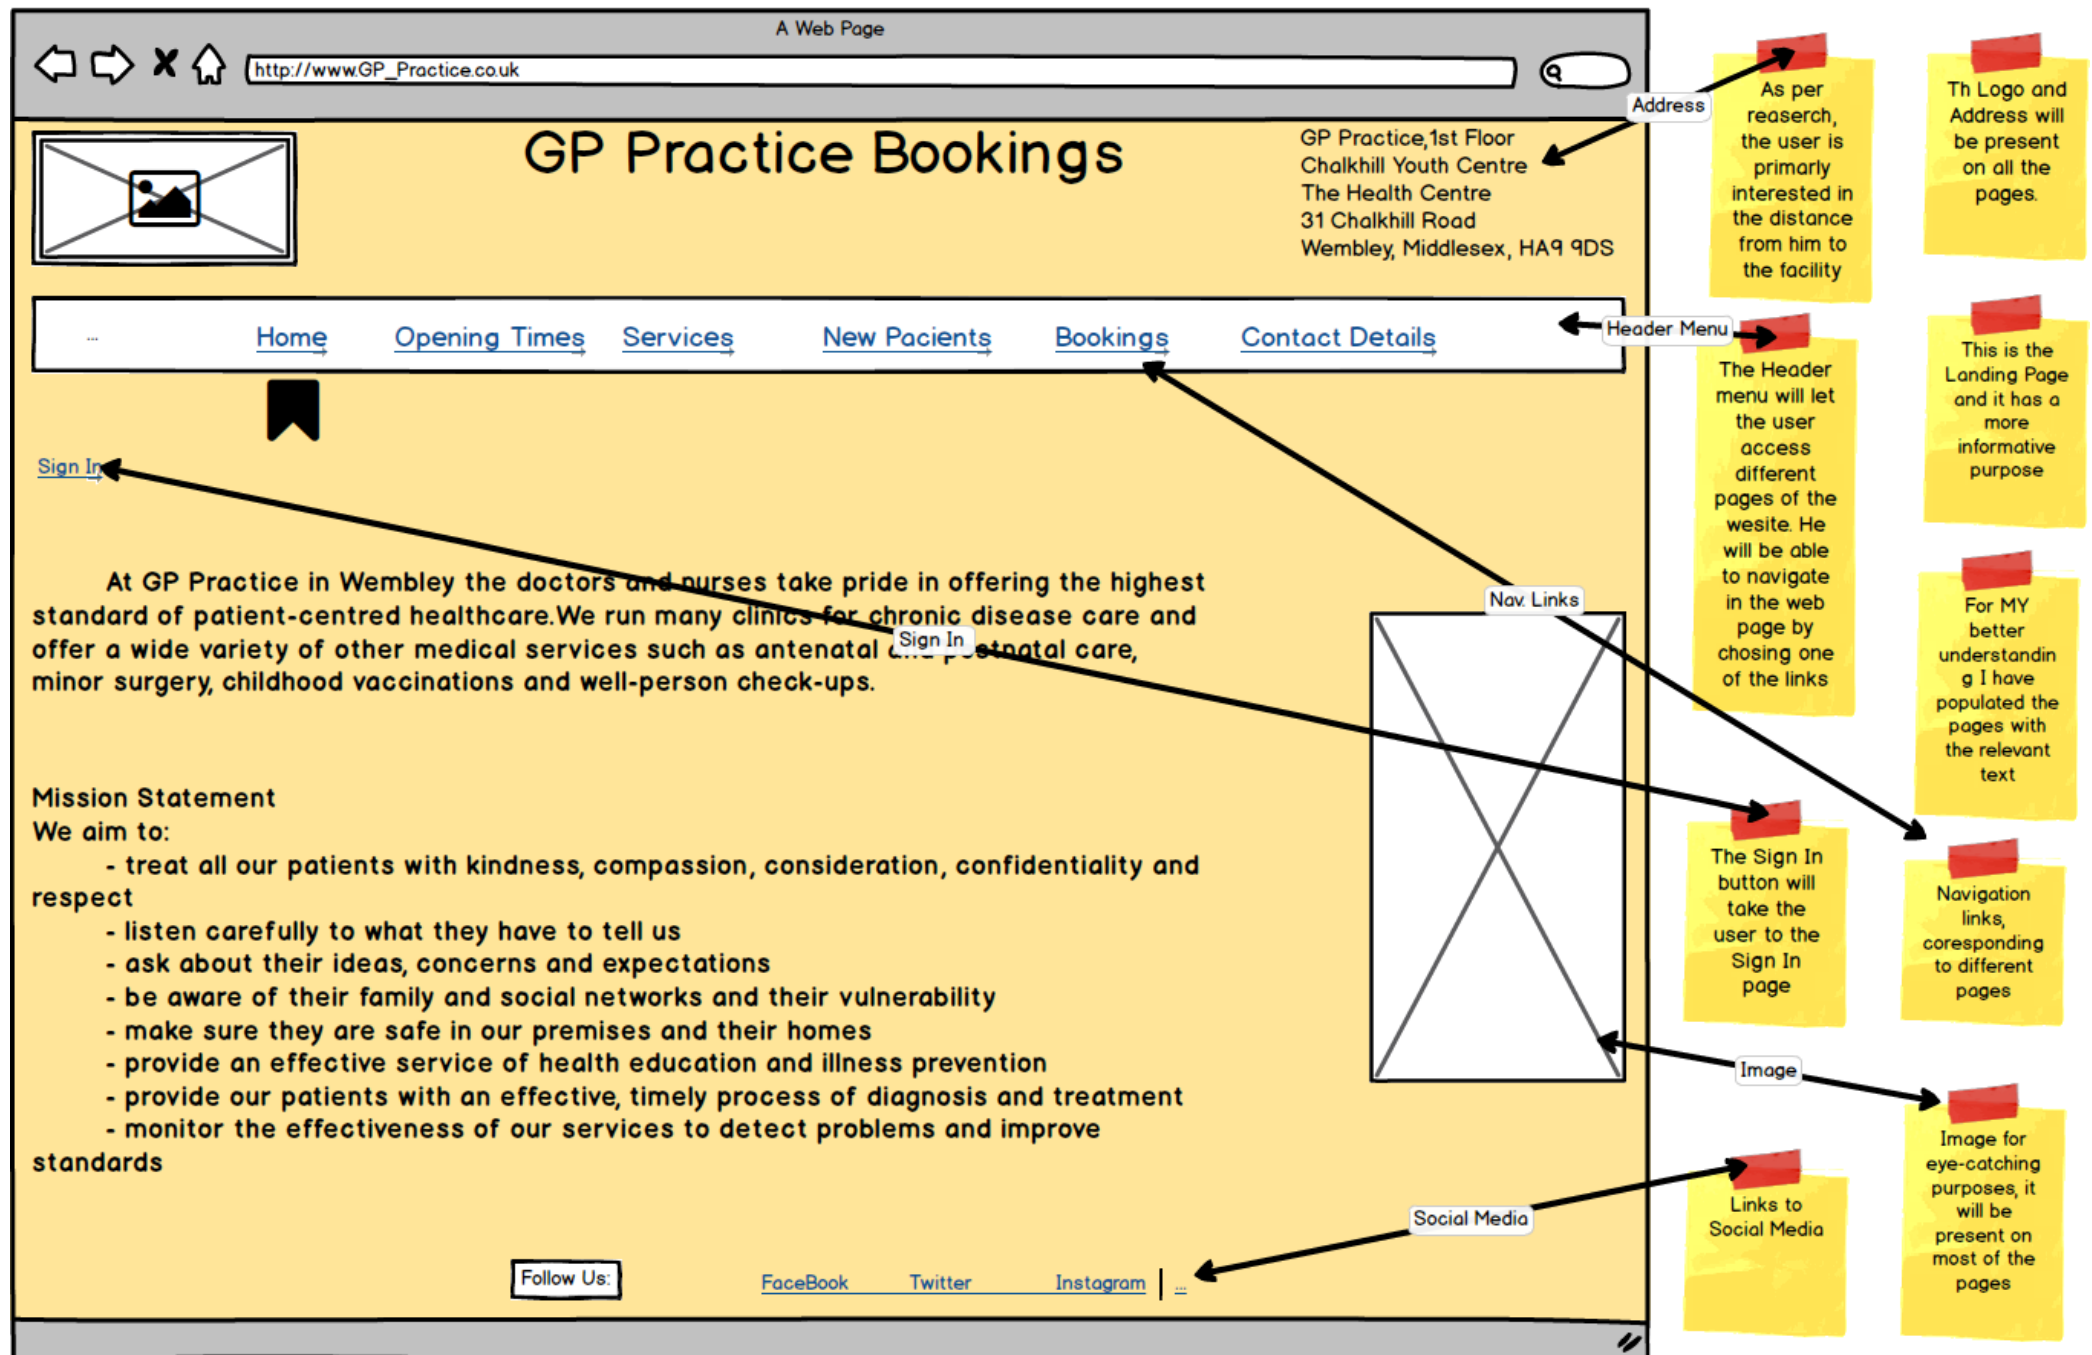 A Web Page
http://www.GP_Practice.co.uk
GP Practice Bookings
GP Practice,1st Floor
Chalkhill Youth Centre
The Health Centre
31 Chalkhill Road
Wembley, Middlesex, HA9 9DS
... Home Opening Times Services New Pacients Bookings Contact Details
Sign In
At GP Practice in Wembley the doctors and nurses take pride in offering the highest
standard of patient-centred healthcare.We run many clinics for chronic disease care and
offer a wide variety of other medical services such as antenatal and postnatal care,
minor surgery, childhood vaccinations and well-person check-ups.
Mission Statement
We aim to:
- treat all our patients with kindness, compassion, consideration, confidentiality and
respect
- listen carefully to what they have to tell us
- ask about their ideas, concerns and expectations
- be aware of their family and social networks and their vulnerability
- make sure they are safe in our premises and their homes
- provide an effective service of health education and illness prevention
- provide our patients with an effective, timely process of diagnosis and treatment
- monitor the effectiveness of our services to detect problems and improve
standards
Follow Us: FaceBook Twitter Instagram ...
Address
Header Menu
Nav. Links
Sign In
Image
Social Media
As per
reaserch,
the user is
primarly
interested in
the distance
from him to
the facility
Th Logo and
Address will
be present
on all the
pages.
The Header
menu will let
the user
access
different
pages of the
wesite. He
will be able
to navigate
in the web
page by
chosing one
of the links
This is the
Landing Page
and it has a
more
informative
purpose
For MY
better
understandin
g I have
populated the
pages with
the relevant
text
The Sign In
button will
take the
user to the
Sign In
page
Navigation
links,
coresponding
to different
pages
Links to
Social Media
Image for
eye-catching
purposes, it
will be
present on
most of the
pages